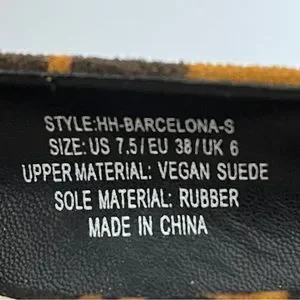 STYLE:HH-BARCELONA-S
SIZE: US 7.5/EU 38/UK 6
UPPER MATERIAL: VEGAN SUEDE
SOLE MATERIAL: RUBBER
MADE IN CHINA